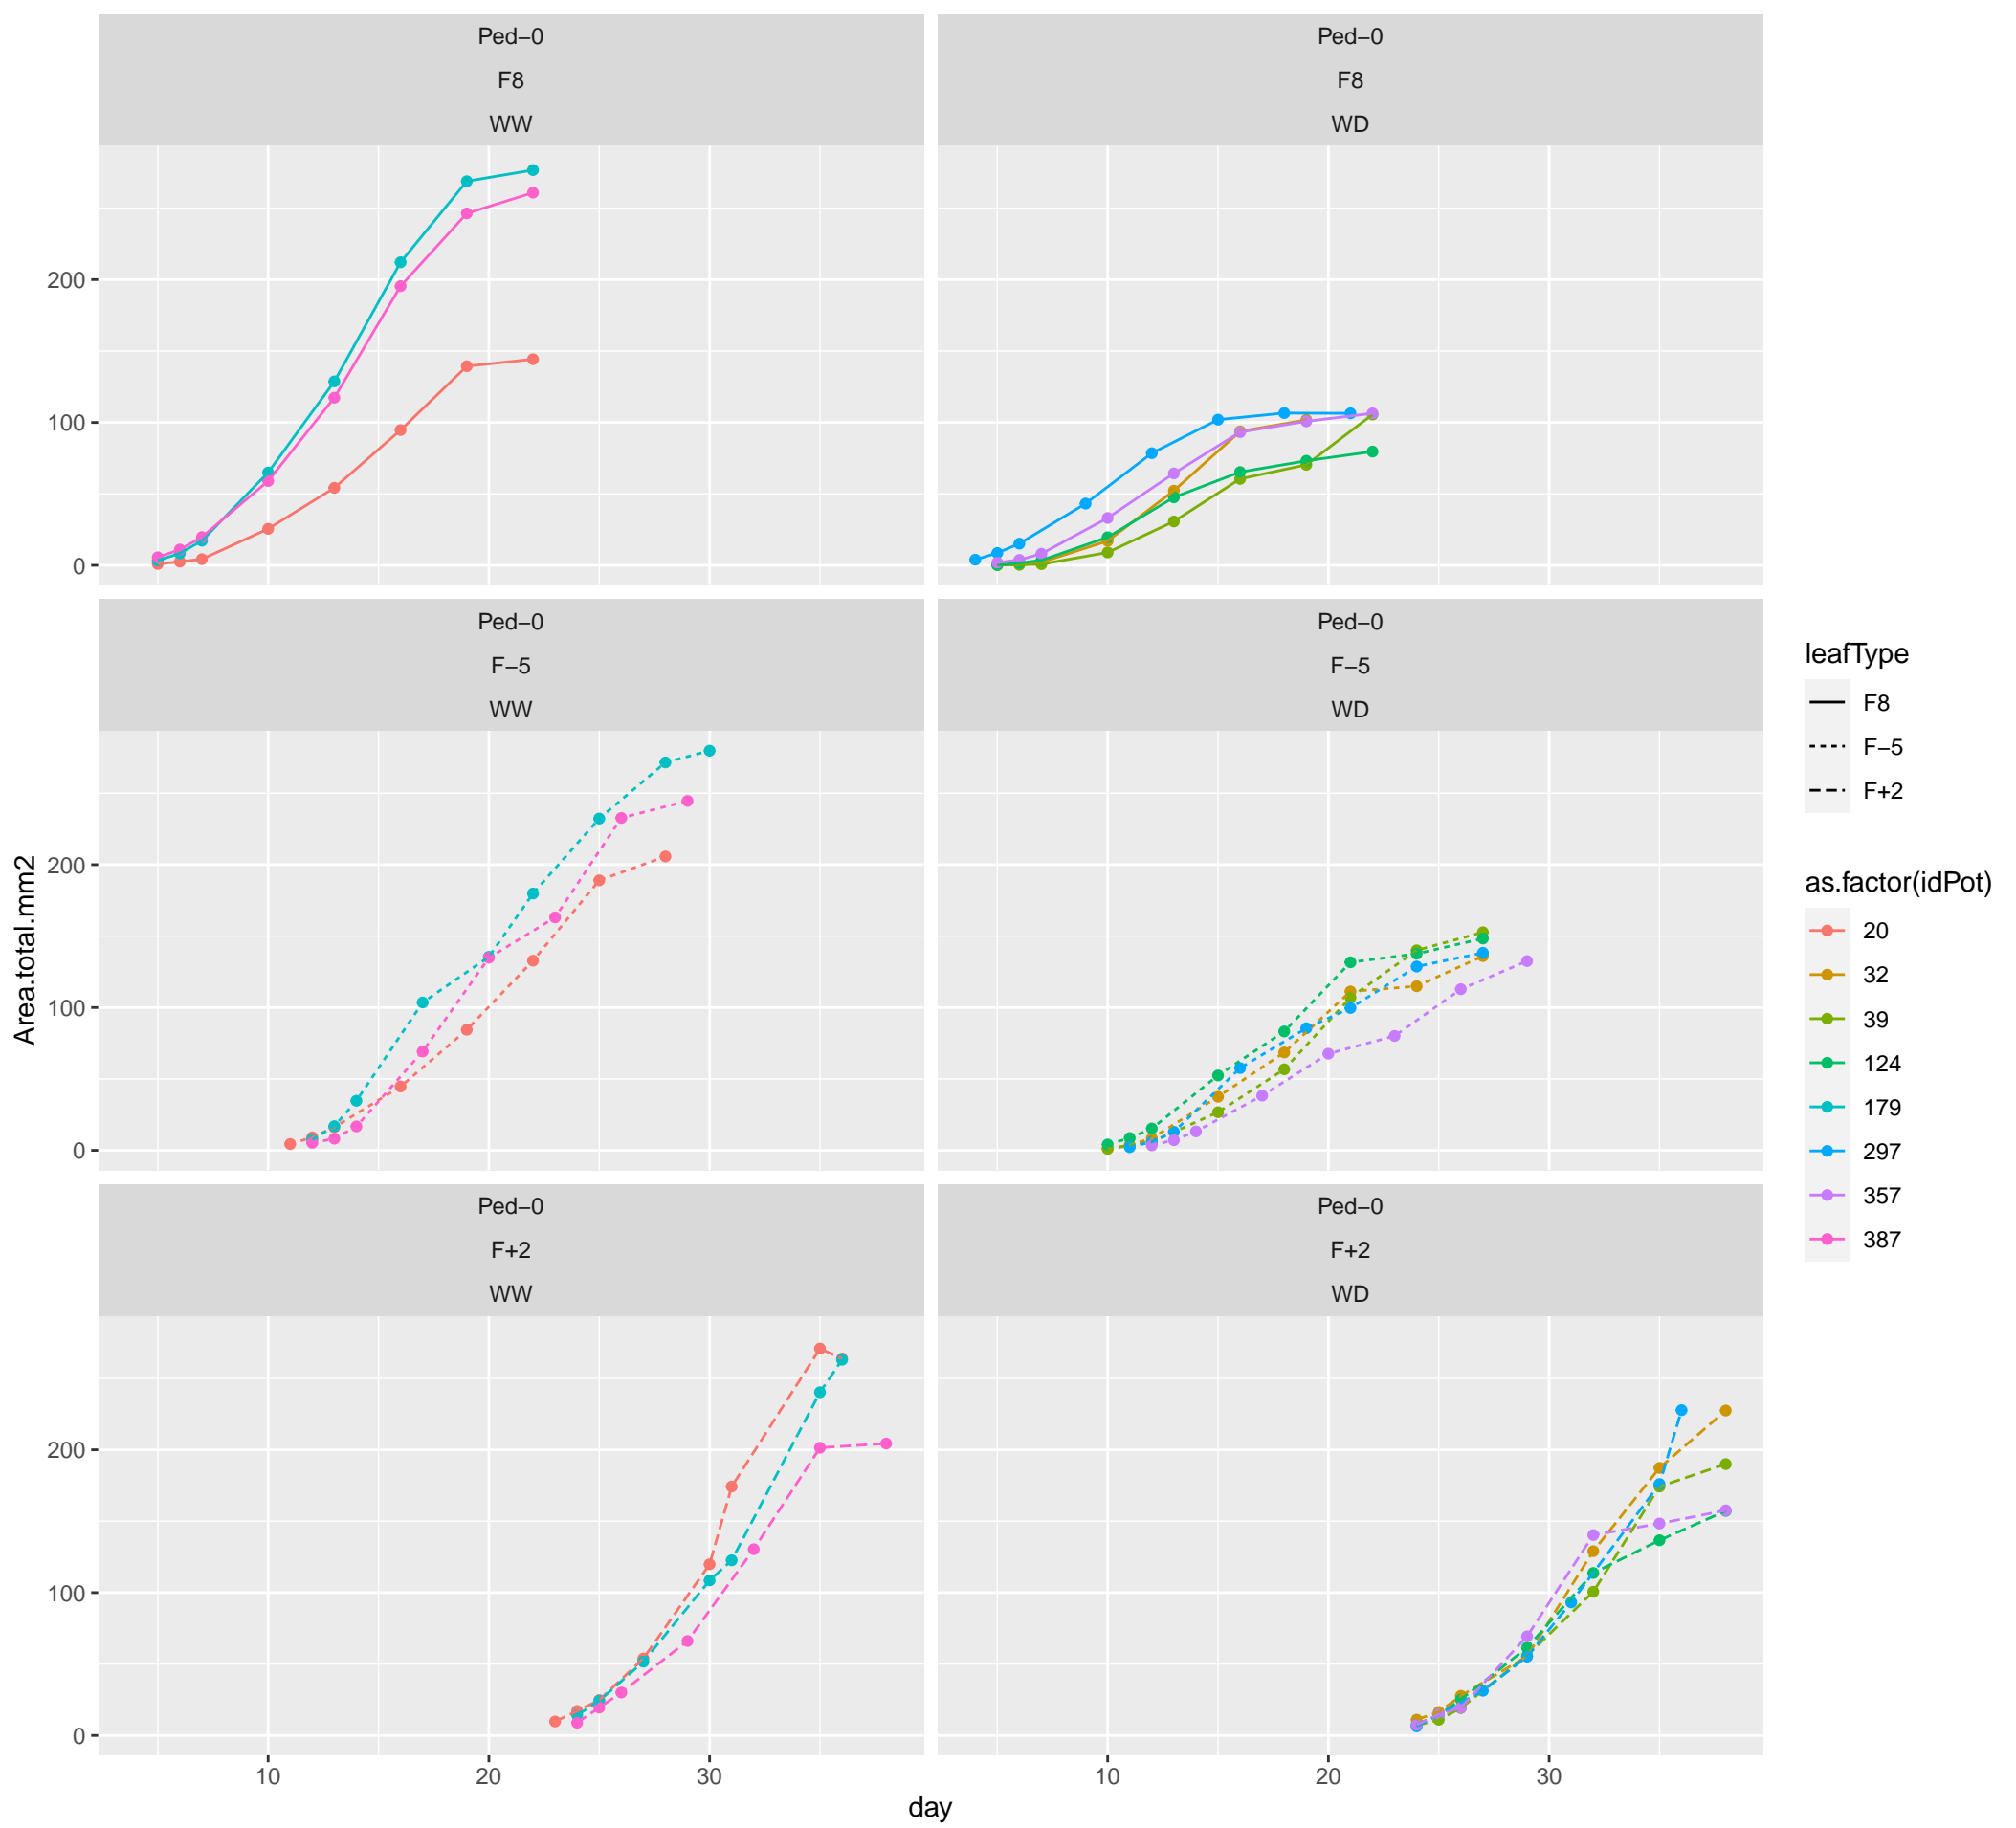 Ped−0
F8
WW
Ped−0
F8
WD
200
100
0
Ped−0
F−5
WW
Ped−0
F−5
WD
200
100
0
Ped−0
F+2
WW
Ped−0
F+2
WD
200
100
0
10
20
30
10
20
30
day
Area.total.mm2
leafType
F8
F−5
F+2
as.factor(idPot)
20
32
39
124
179
297
357
387